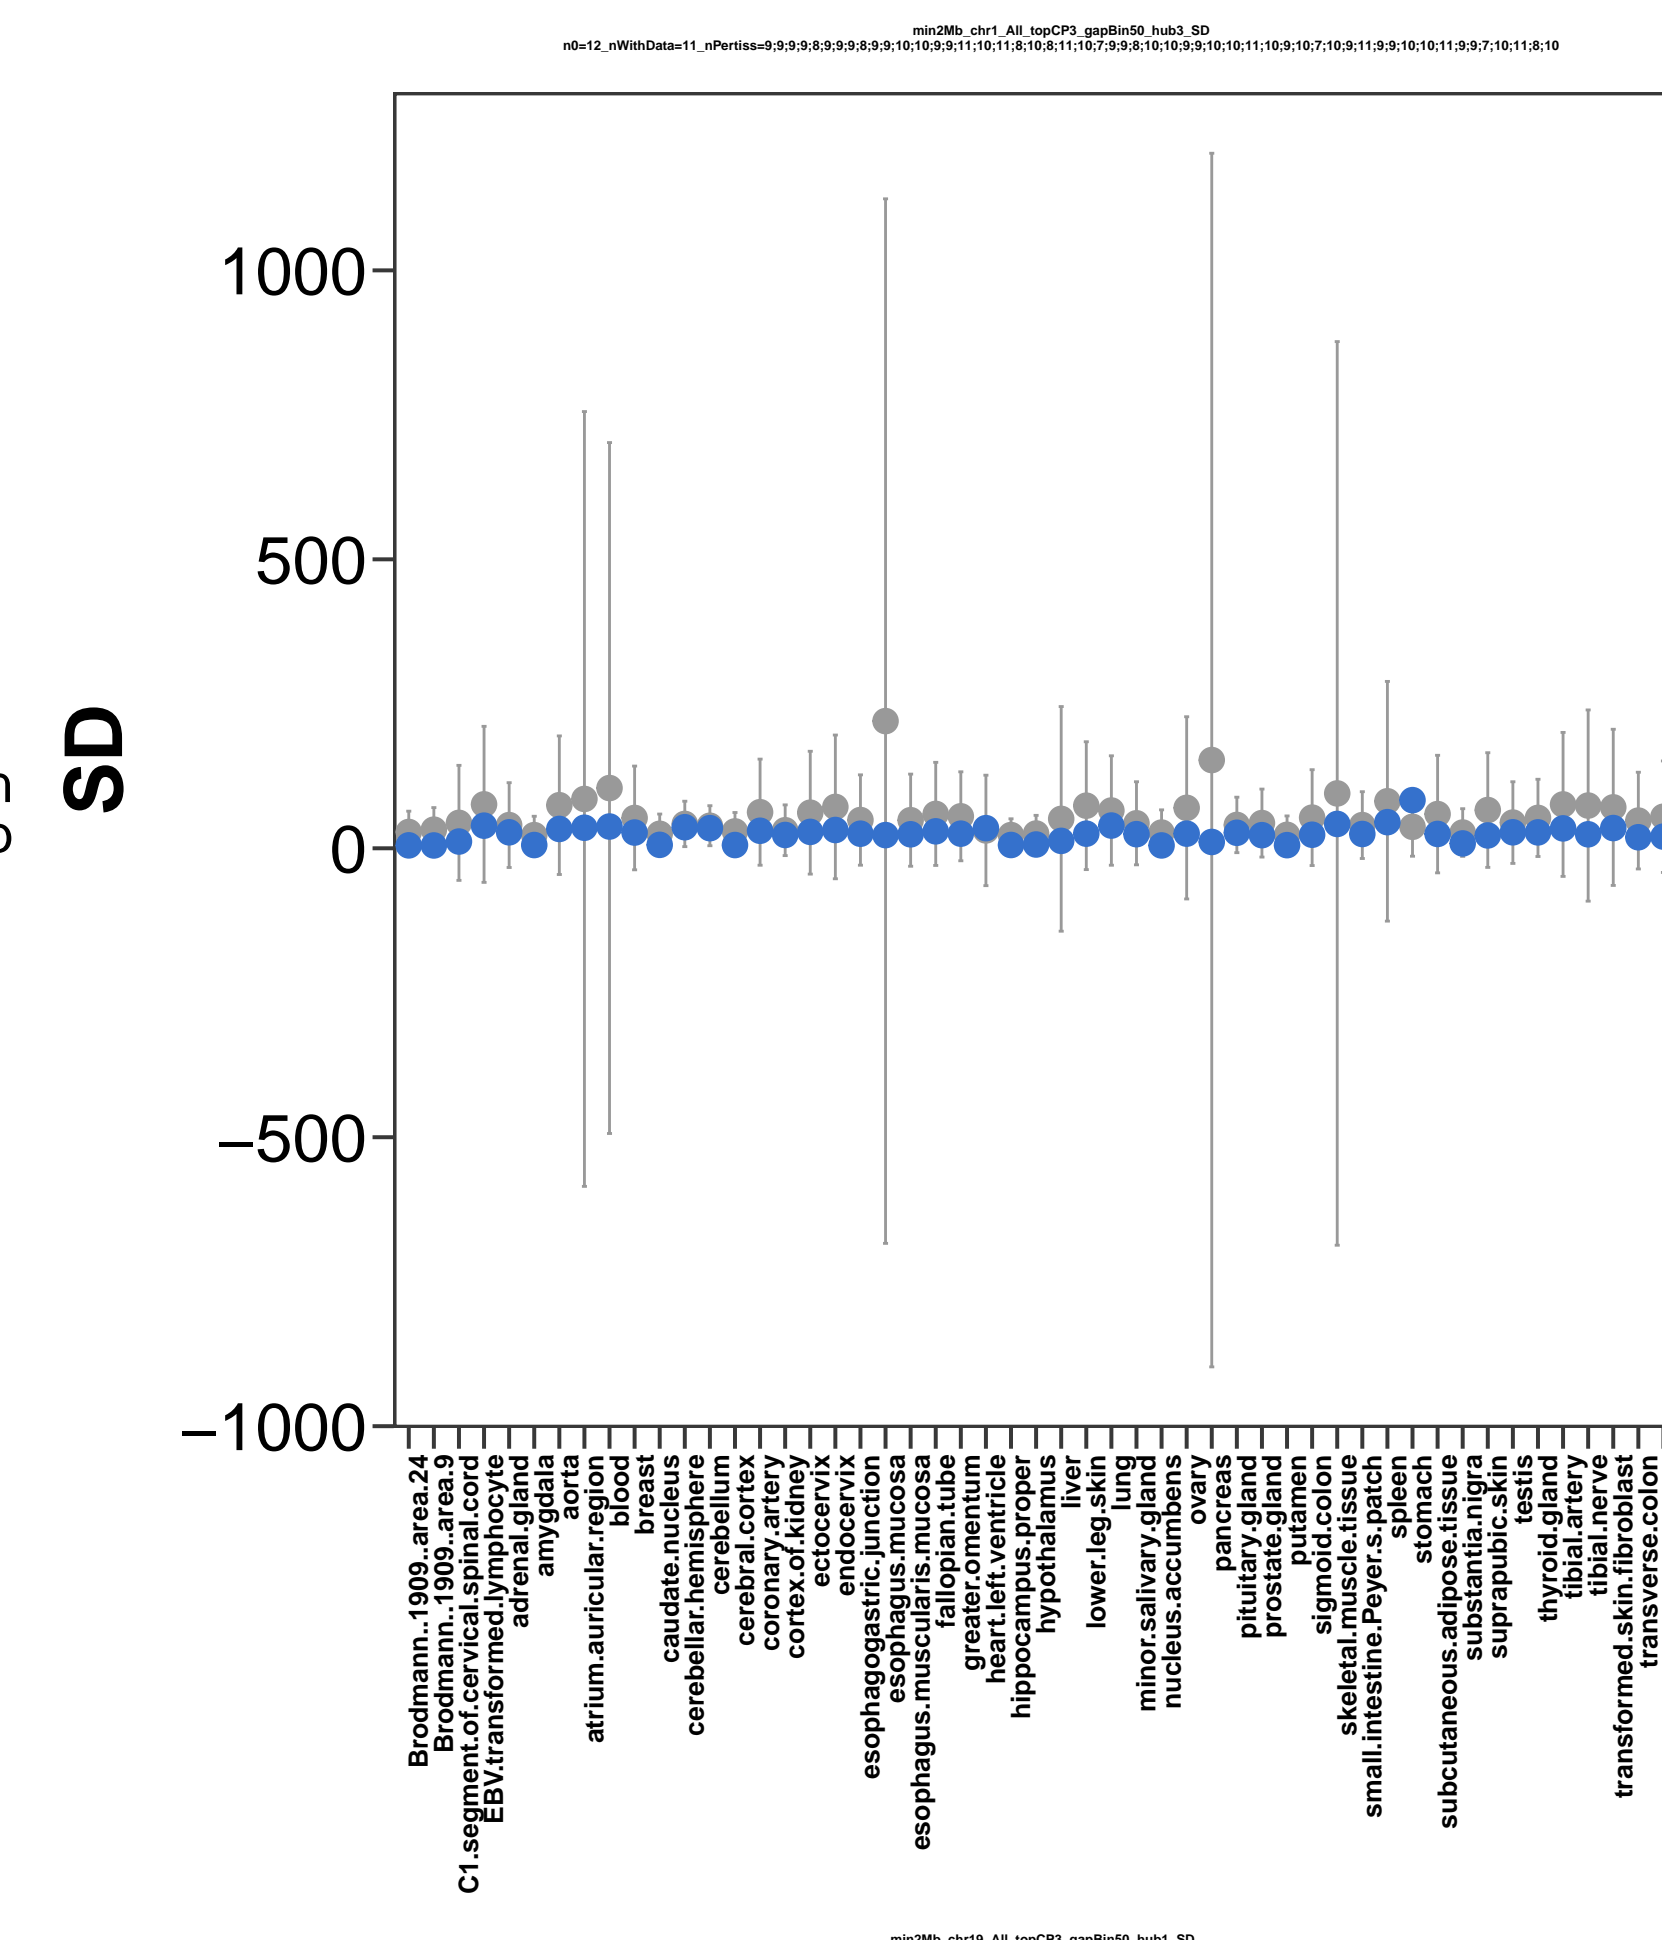 min2Mb_chr1_All_topCP3_gapBin50_hub3_SD
n0=12_nWithData=11_nPertiss=9;9;9;9;8;9;9;9;8;9;9;10;10;9;9;11;10;11;8;10;8;11;10;7;9;9;8;10;10;9;9;10;10;11;10;9;10;7;10;9;11;9;9;10;10;11;9;9;7;10;11;8;10
SD
1000
500
0
−500
−1000
Brodmann..1909..area.24
Brodmann..1909..area.9
C1.segment.of.cervical.spinal.cord
EBV.transformed.lymphocyte
adrenal.gland
amygdala
aorta
atrium.auricular.region
blood
breast
caudate.nucleus
cerebellar.hemisphere
cerebellum
cerebral.cortex
coronary.artery
cortex.of.kidney
ectocervix
endocervix
esophagogastric.junction
esophagus.mucosa
esophagus.muscularis.mucosa
fallopian.tube
greater.omentum
heart.left.ventricle
hippocampus.proper
hypothalamus
liver
lower.leg.skin
lung
minor.salivary.gland
nucleus.accumbens
ovary
pancreas
pituitary.gland
prostate.gland
putamen
sigmoid.colon
skeletal.muscle.tissue
small.intestine.Peyer.s.patch
spleen
stomach
subcutaneous.adipose.tissue
substantia.nigra
suprapubic.skin
testis
thyroid.gland
tibial.artery
tibial.nerve
transformed.skin.fibroblast
transverse.colon
min2Mb_chr19_All_topCP3_gapBin50_hub1_SD